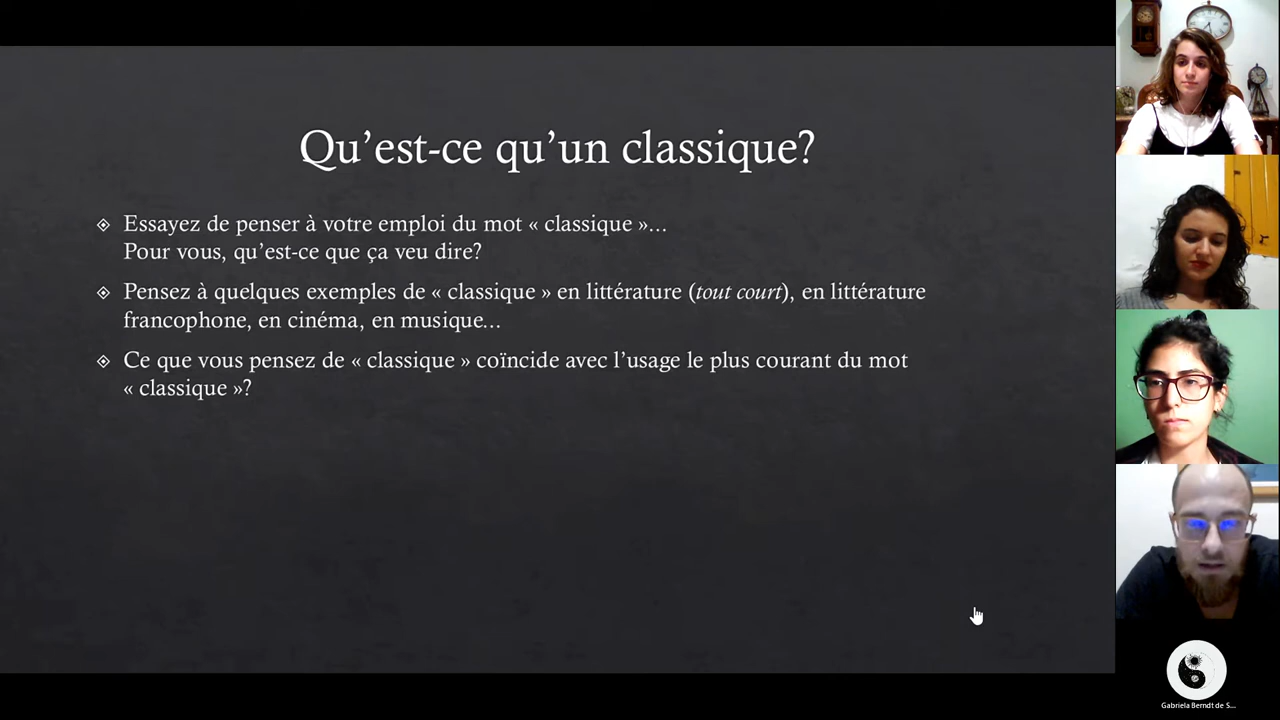 Qu’est-ce qu’un classique?
Essayez de penser à votre emploi du mot « classique »…
Pour vous, qu’est-ce que ça veu dire?
Pensez à quelques exemples de « classique » en littérature (tout court), en littérature
francophone, en cinéma, en musique…
Ce que vous pensez de « classique » coïncide avec l’usage le plus courant du mot
« classique »?
Gabriela Berndt de S...